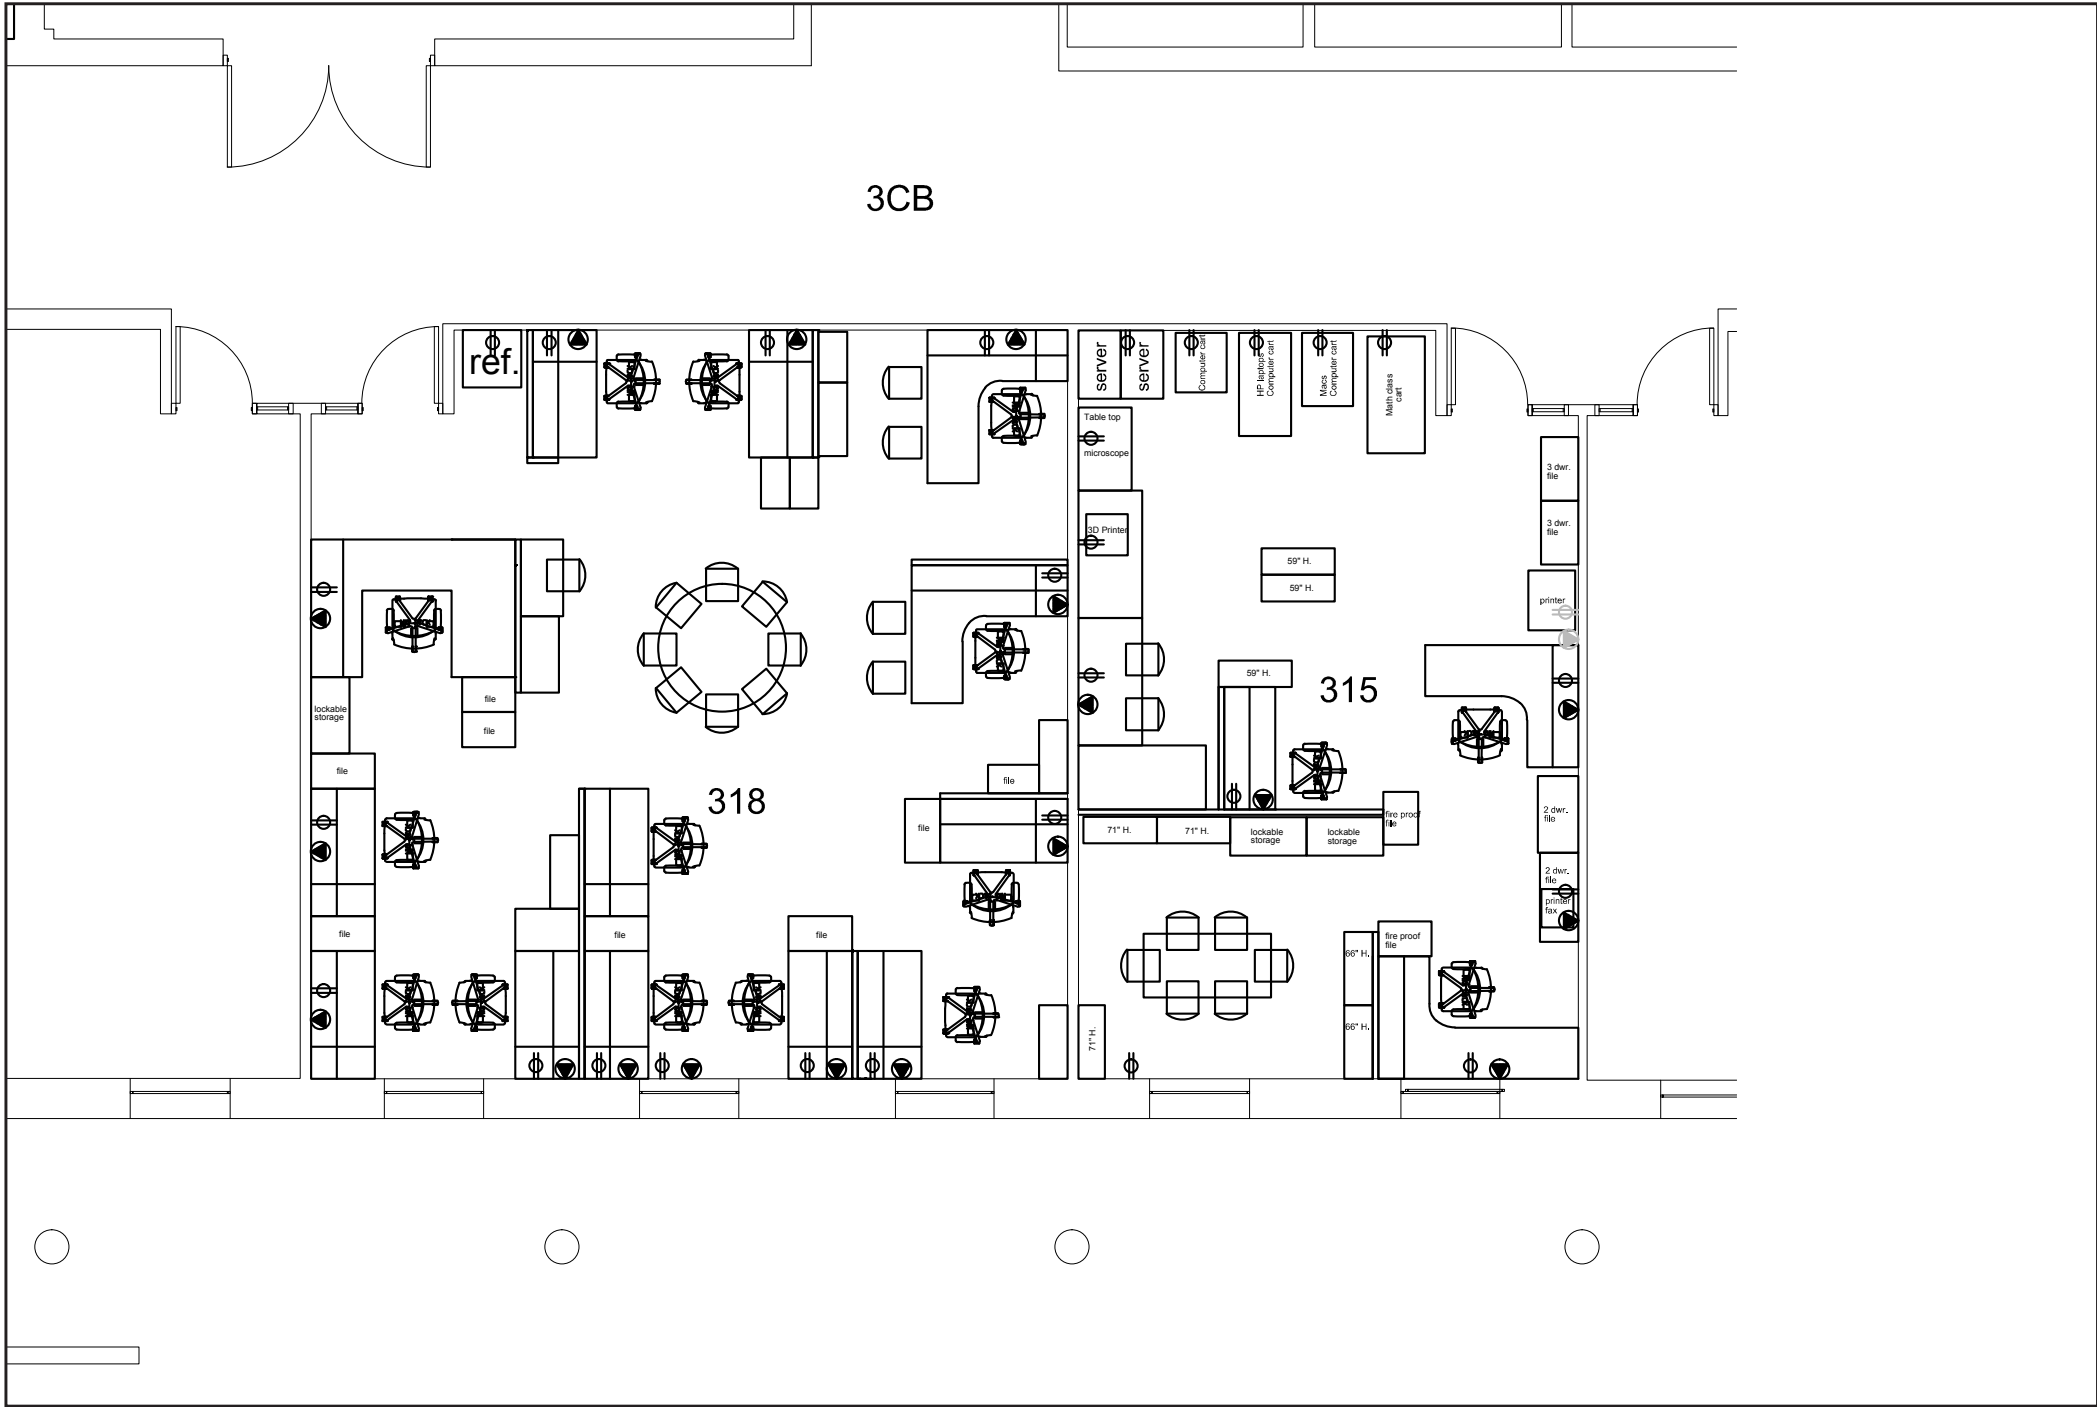 3CB
ref.
server
server
Computer cart
HP laptops
Computer cart
Macs
Computer cart
Math class
cart
Table top
microscope
3 dwr.
file
3 dwr.
file
3D Printer
59" H.
59" H.
printer
59" H.
315
file
file
lockable
storage
file
file
318
file
71" H.
71" H.
lockable
storage
lockable
storage
fire proof
file
2 dwr.
file
2 dwr.
file
printer
fax
file
file
file
fire proof
file
66" H.
66" H.
71" H.